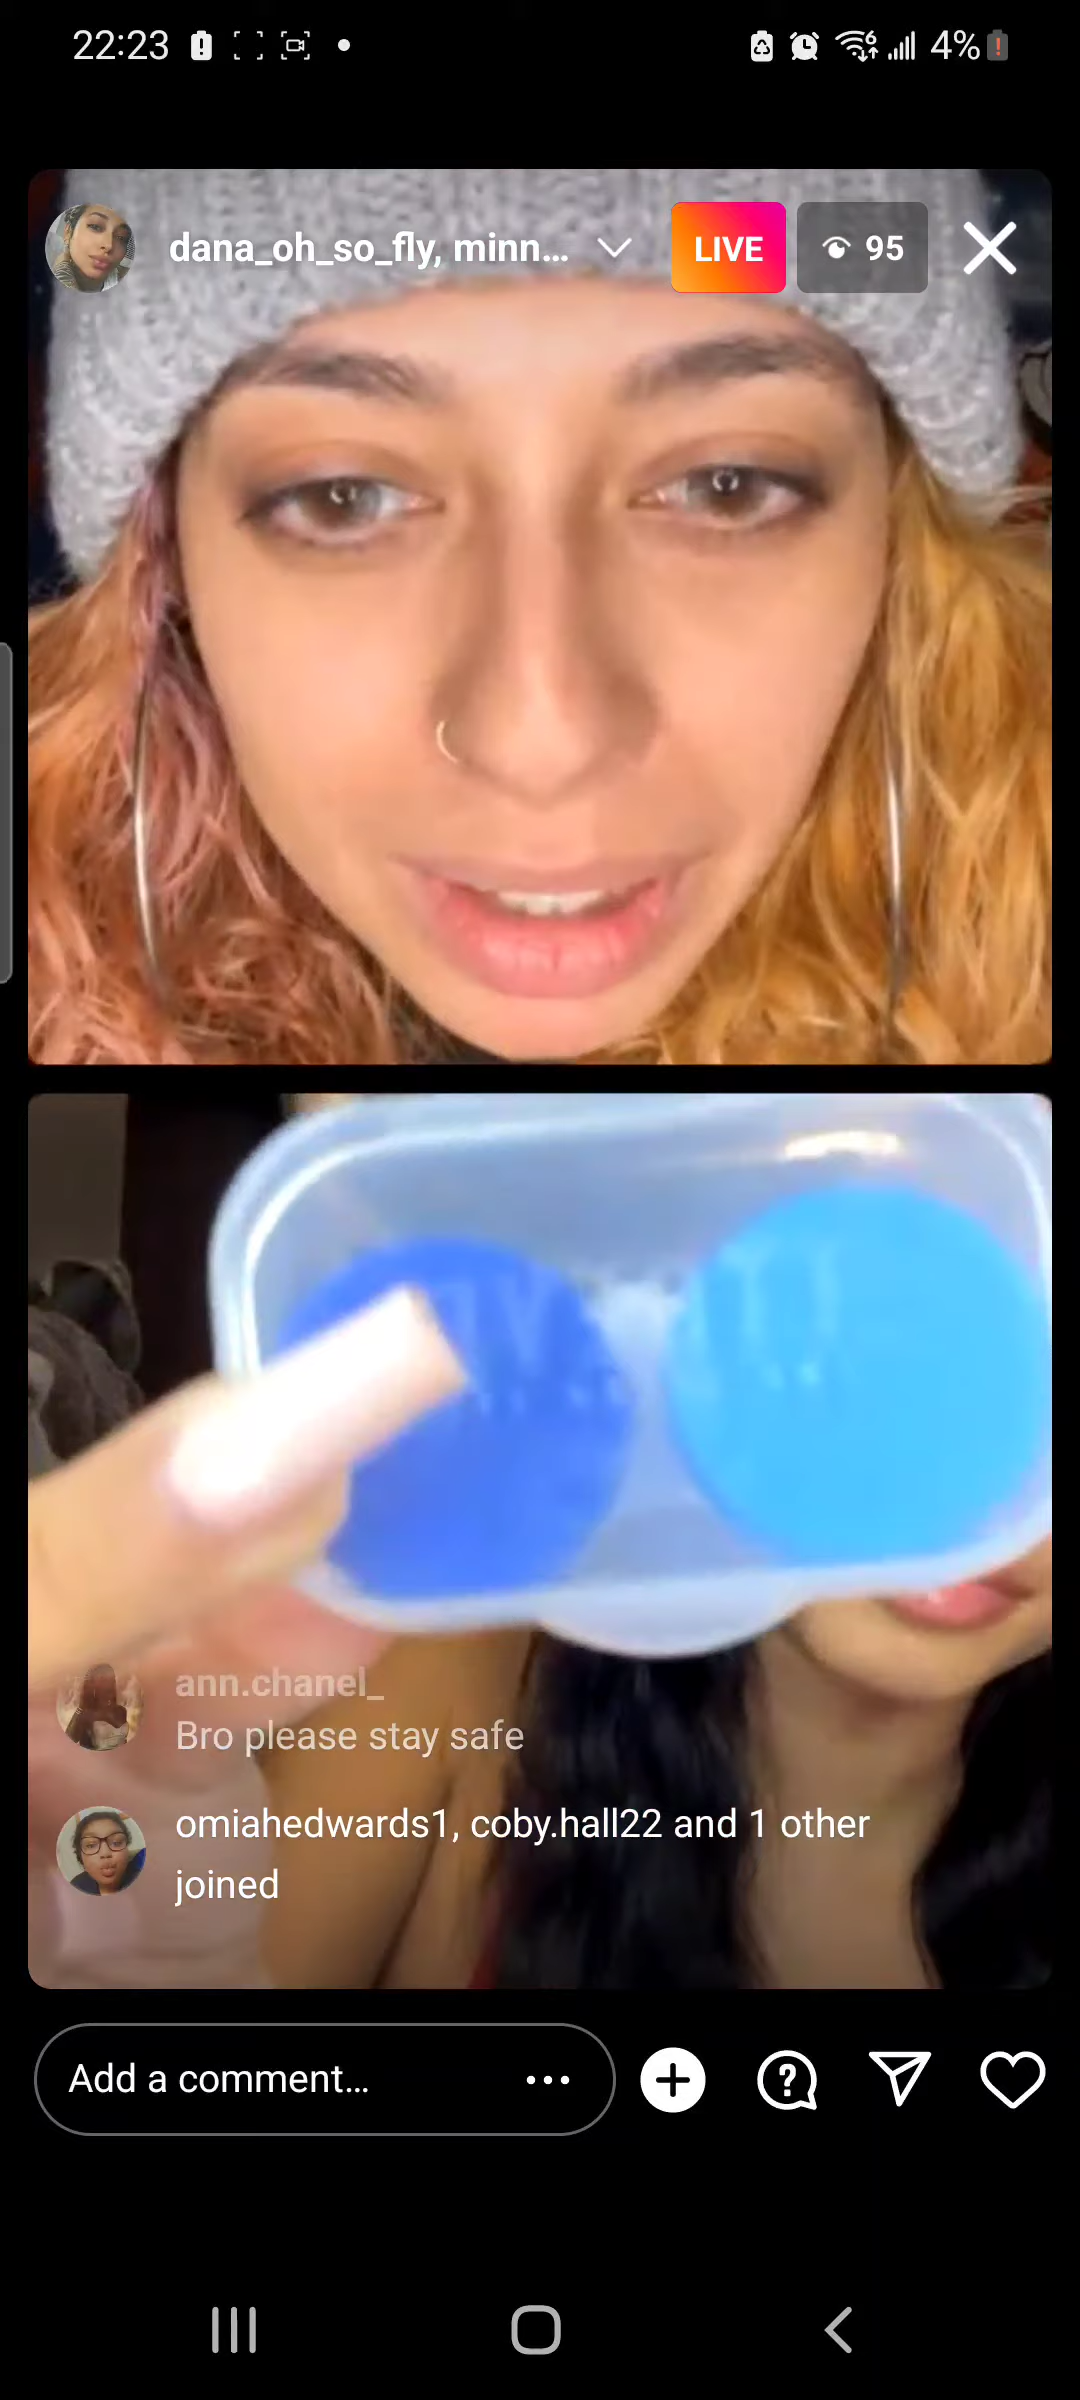 22:23
4%
dana_oh_so_fly, minn...
LIVE
95
ann.chanel_
Bro please stay safe
omiahedwards1, coby.hall22 and 1 other
joined
Add a comment...